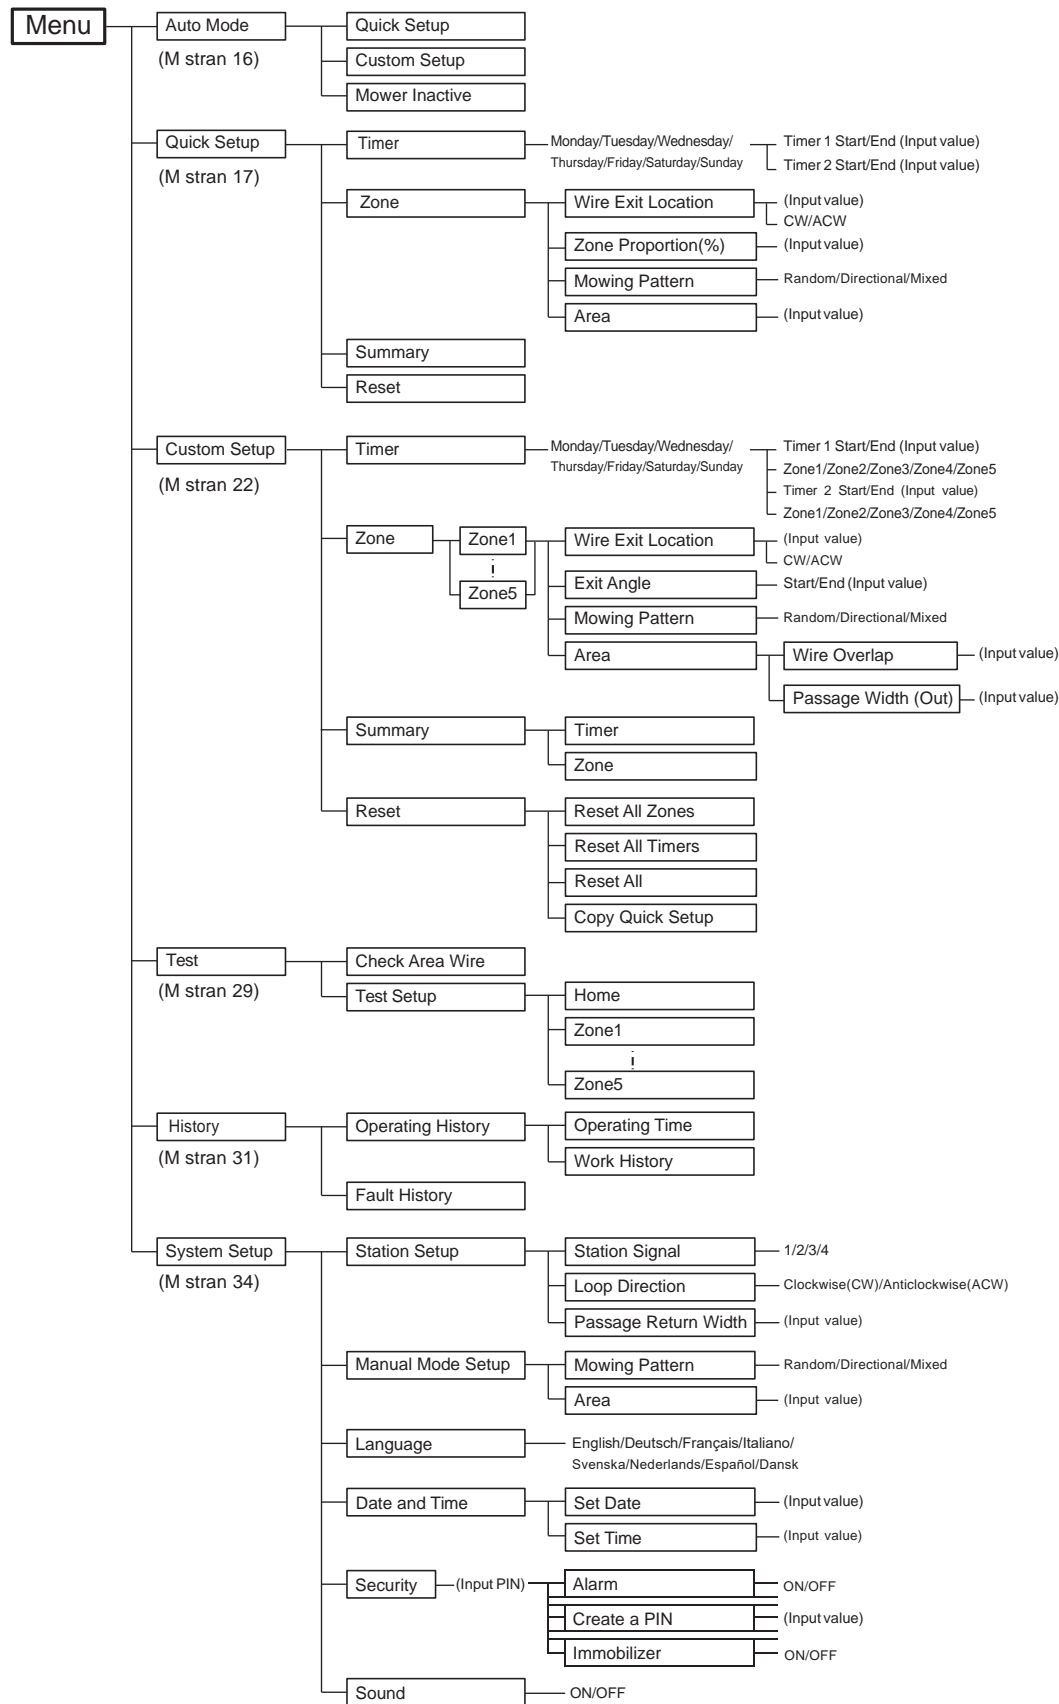 Menu
Auto Mode
(M stran 16)
Quick Setup
Custom Setup
Mower Inactive
Quick Setup
(M stran 17)
Timer
Monday/Tuesday/Wednesday/
Thursday/Friday/Saturday/Sunday
Timer 1 Start/End (Input value)
Timer 2 Start/End (Input value)
Zone
Wire Exit Location
(Input value)
CW/ACW
Zone Proportion(%)
(Input value)
Mowing Pattern
Random/Directional/Mixed
Area
(Input value)
Summary
Reset
Custom Setup
(M stran 22)
Timer
Monday/Tuesday/Wednesday/
Thursday/Friday/Saturday/Sunday
Timer 1 Start/End (Input value)
Zone1/Zone2/Zone3/Zone4/Zone5
Timer 2 Start/End (Input value)
Zone1/Zone2/Zone3/Zone4/Zone5
Zone
Zone1
Zone5
Wire Exit Location
(Input value)
CW/ACW
Exit Angle
Start/End (Input value)
Mowing Pattern
Random/Directional/Mixed
Area
Wire Overlap
(Input value)
Passage Width (Out)
(Input value)
Summary
Timer
Zone
Reset
Reset All Zones
Reset All Timers
Reset All
Copy Quick Setup
Test
(M stran 29)
Check Area Wire
Test Setup
Home
Zone1
Zone5
History
(M stran 31)
Operating History
Operating Time
Work History
Fault History
System Setup
(M stran 34)
Station Setup
Station Signal
1/2/3/4
Loop Direction
Clockwise(CW)/Anticlockwise(ACW)
Passage Return Width
(Input value)
Manual Mode Setup
Mowing Pattern
Random/Directional/Mixed
Area
(Input value)
Language
English/Deutsch/Français/Italiano/
Svenska/Nederlands/Español/Dansk
Date and Time
Set Date
(Input value)
Set Time
(Input value)
Security
(Input PIN)
Alarm
ON/OFF
Create a PIN
(Input value)
Immobilizer
ON/OFF
Sound
ON/OFF